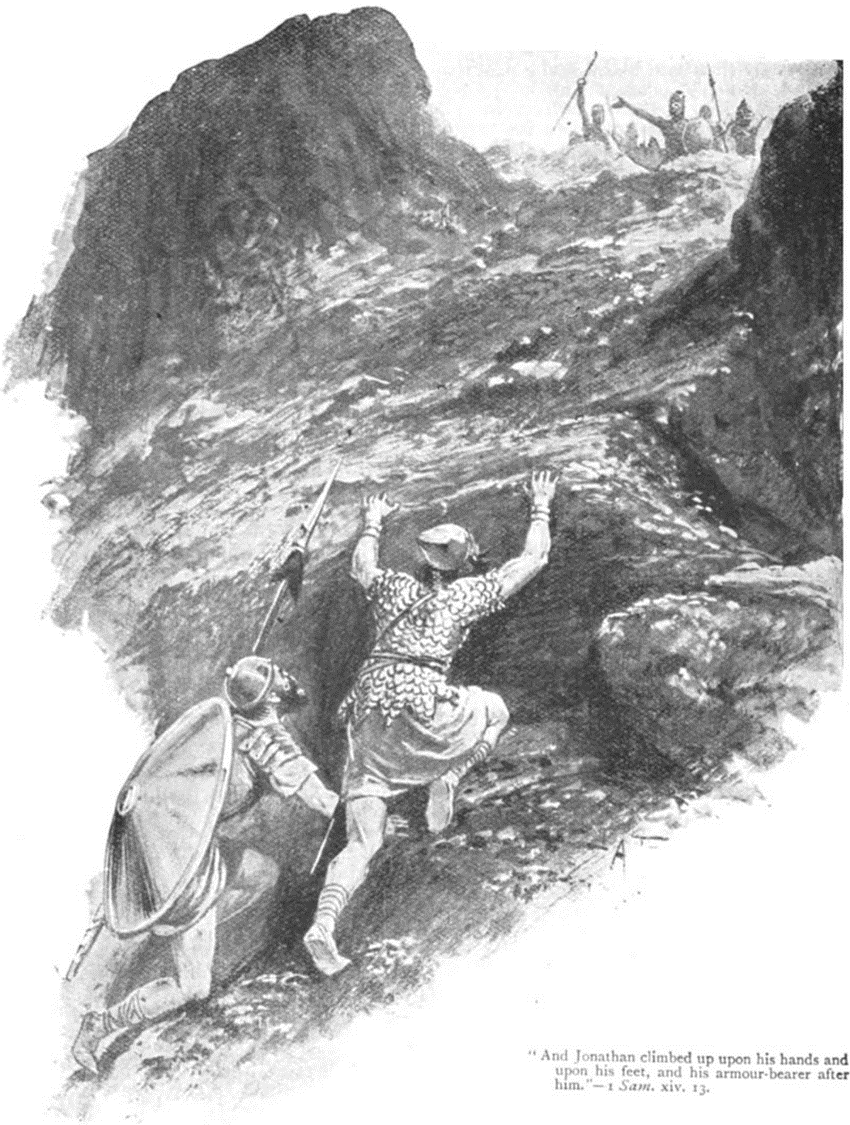 "And Jonathan climbed up upon his hands and
upon his feet, and his armour-bearer after
him."—1 Sam. xiv. 13.